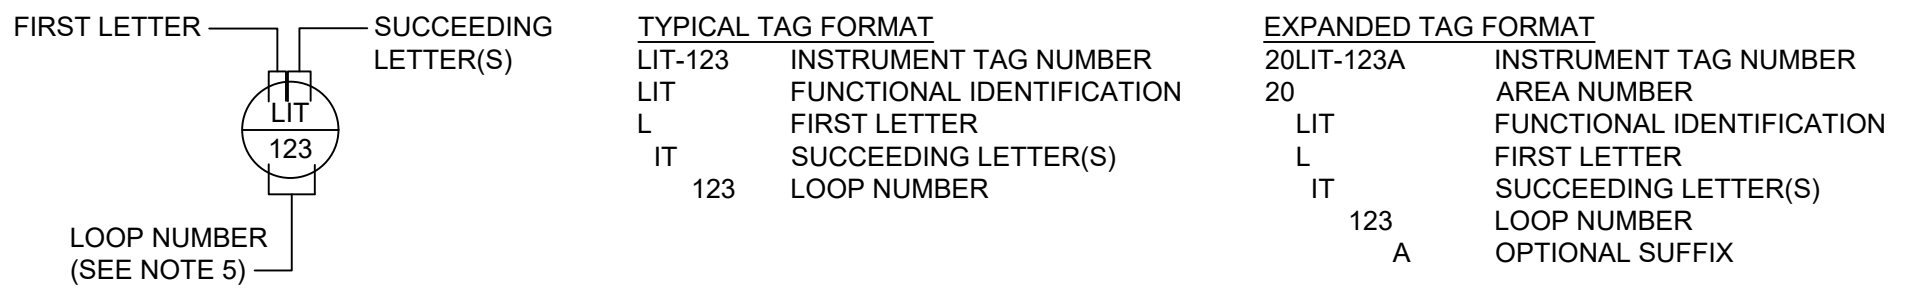 FIRST LETTER
SUCCEEDING
LETTER(S)
LIT
123
LOOP NUMBER
(SEE NOTE 5)
TYPICAL TAG FORMAT
LIT-123 INSTRUMENT TAG NUMBER
LIT FUNCTIONAL IDENTIFICATION
L FIRST LETTER
IT SUCCEEDING LETTER(S)
123 LOOP NUMBER
EXPANDED TAG FORMAT
20LIT-123A INSTRUMENT TAG NUMBER
20 AREA NUMBER
LIT FUNCTIONAL IDENTIFICATION
L FIRST LETTER
IT SUCCEEDING LETTER(S)
123 LOOP NUMBER
A OPTIONAL SUFFIX